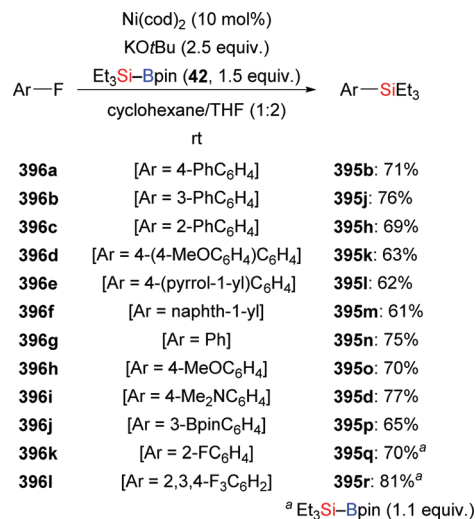 Ni(cod)₂ (10 mol%)
KOtBu (2.5 equiv.)
Et₃Si–Bpin (42, 1.5 equiv.)
Ar—F Ar—SiEt₃
cyclohexane/THF (1:2)
rt
396a [Ar = 4-PhC₆H₄] 395b: 71%
396b [Ar = 3-PhC₆H₄] 395j: 76%
396c [Ar = 2-PhC₆H₄] 395h: 69%
396d [Ar = 4-(4-MeOC₆H₄)C₆H₄] 395k: 63%
396e [Ar = 4-(pyrrol-1-yl)C₆H₄] 395l: 62%
396f [Ar = naphth-1-yl] 395m: 61%
396g [Ar = Ph] 395n: 75%
396h [Ar = 4-MeOC₆H₄] 395o: 70%
396i [Ar = 4-Me₂NC₆H₄] 395d: 77%
396j [Ar = 3-BpinC₆H₄] 395p: 65%
396k [Ar = 2-FC₆H₄] 395q: 70%ᵃ
396l [Ar = 2,3,4-F₃C₆H₂] 395r: 81%ᵃ
ᵃ Et₃Si–Bpin (1.1 equiv.)